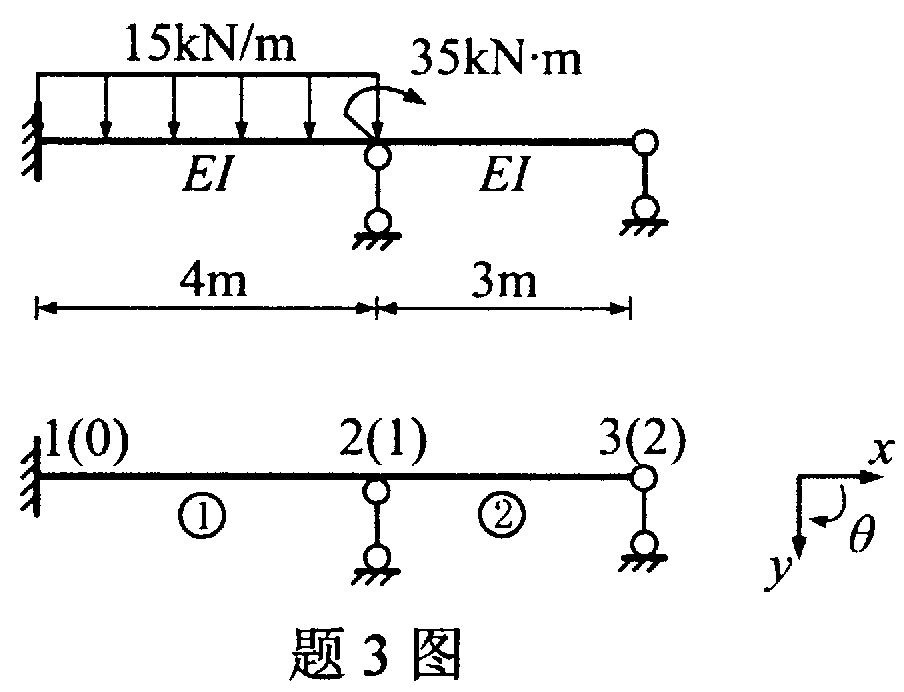 15kN/m
35kN·m
EI EI
4m 3m
1(0) 2(1) 3(2)
x
① ②
θ
y
题 3 图